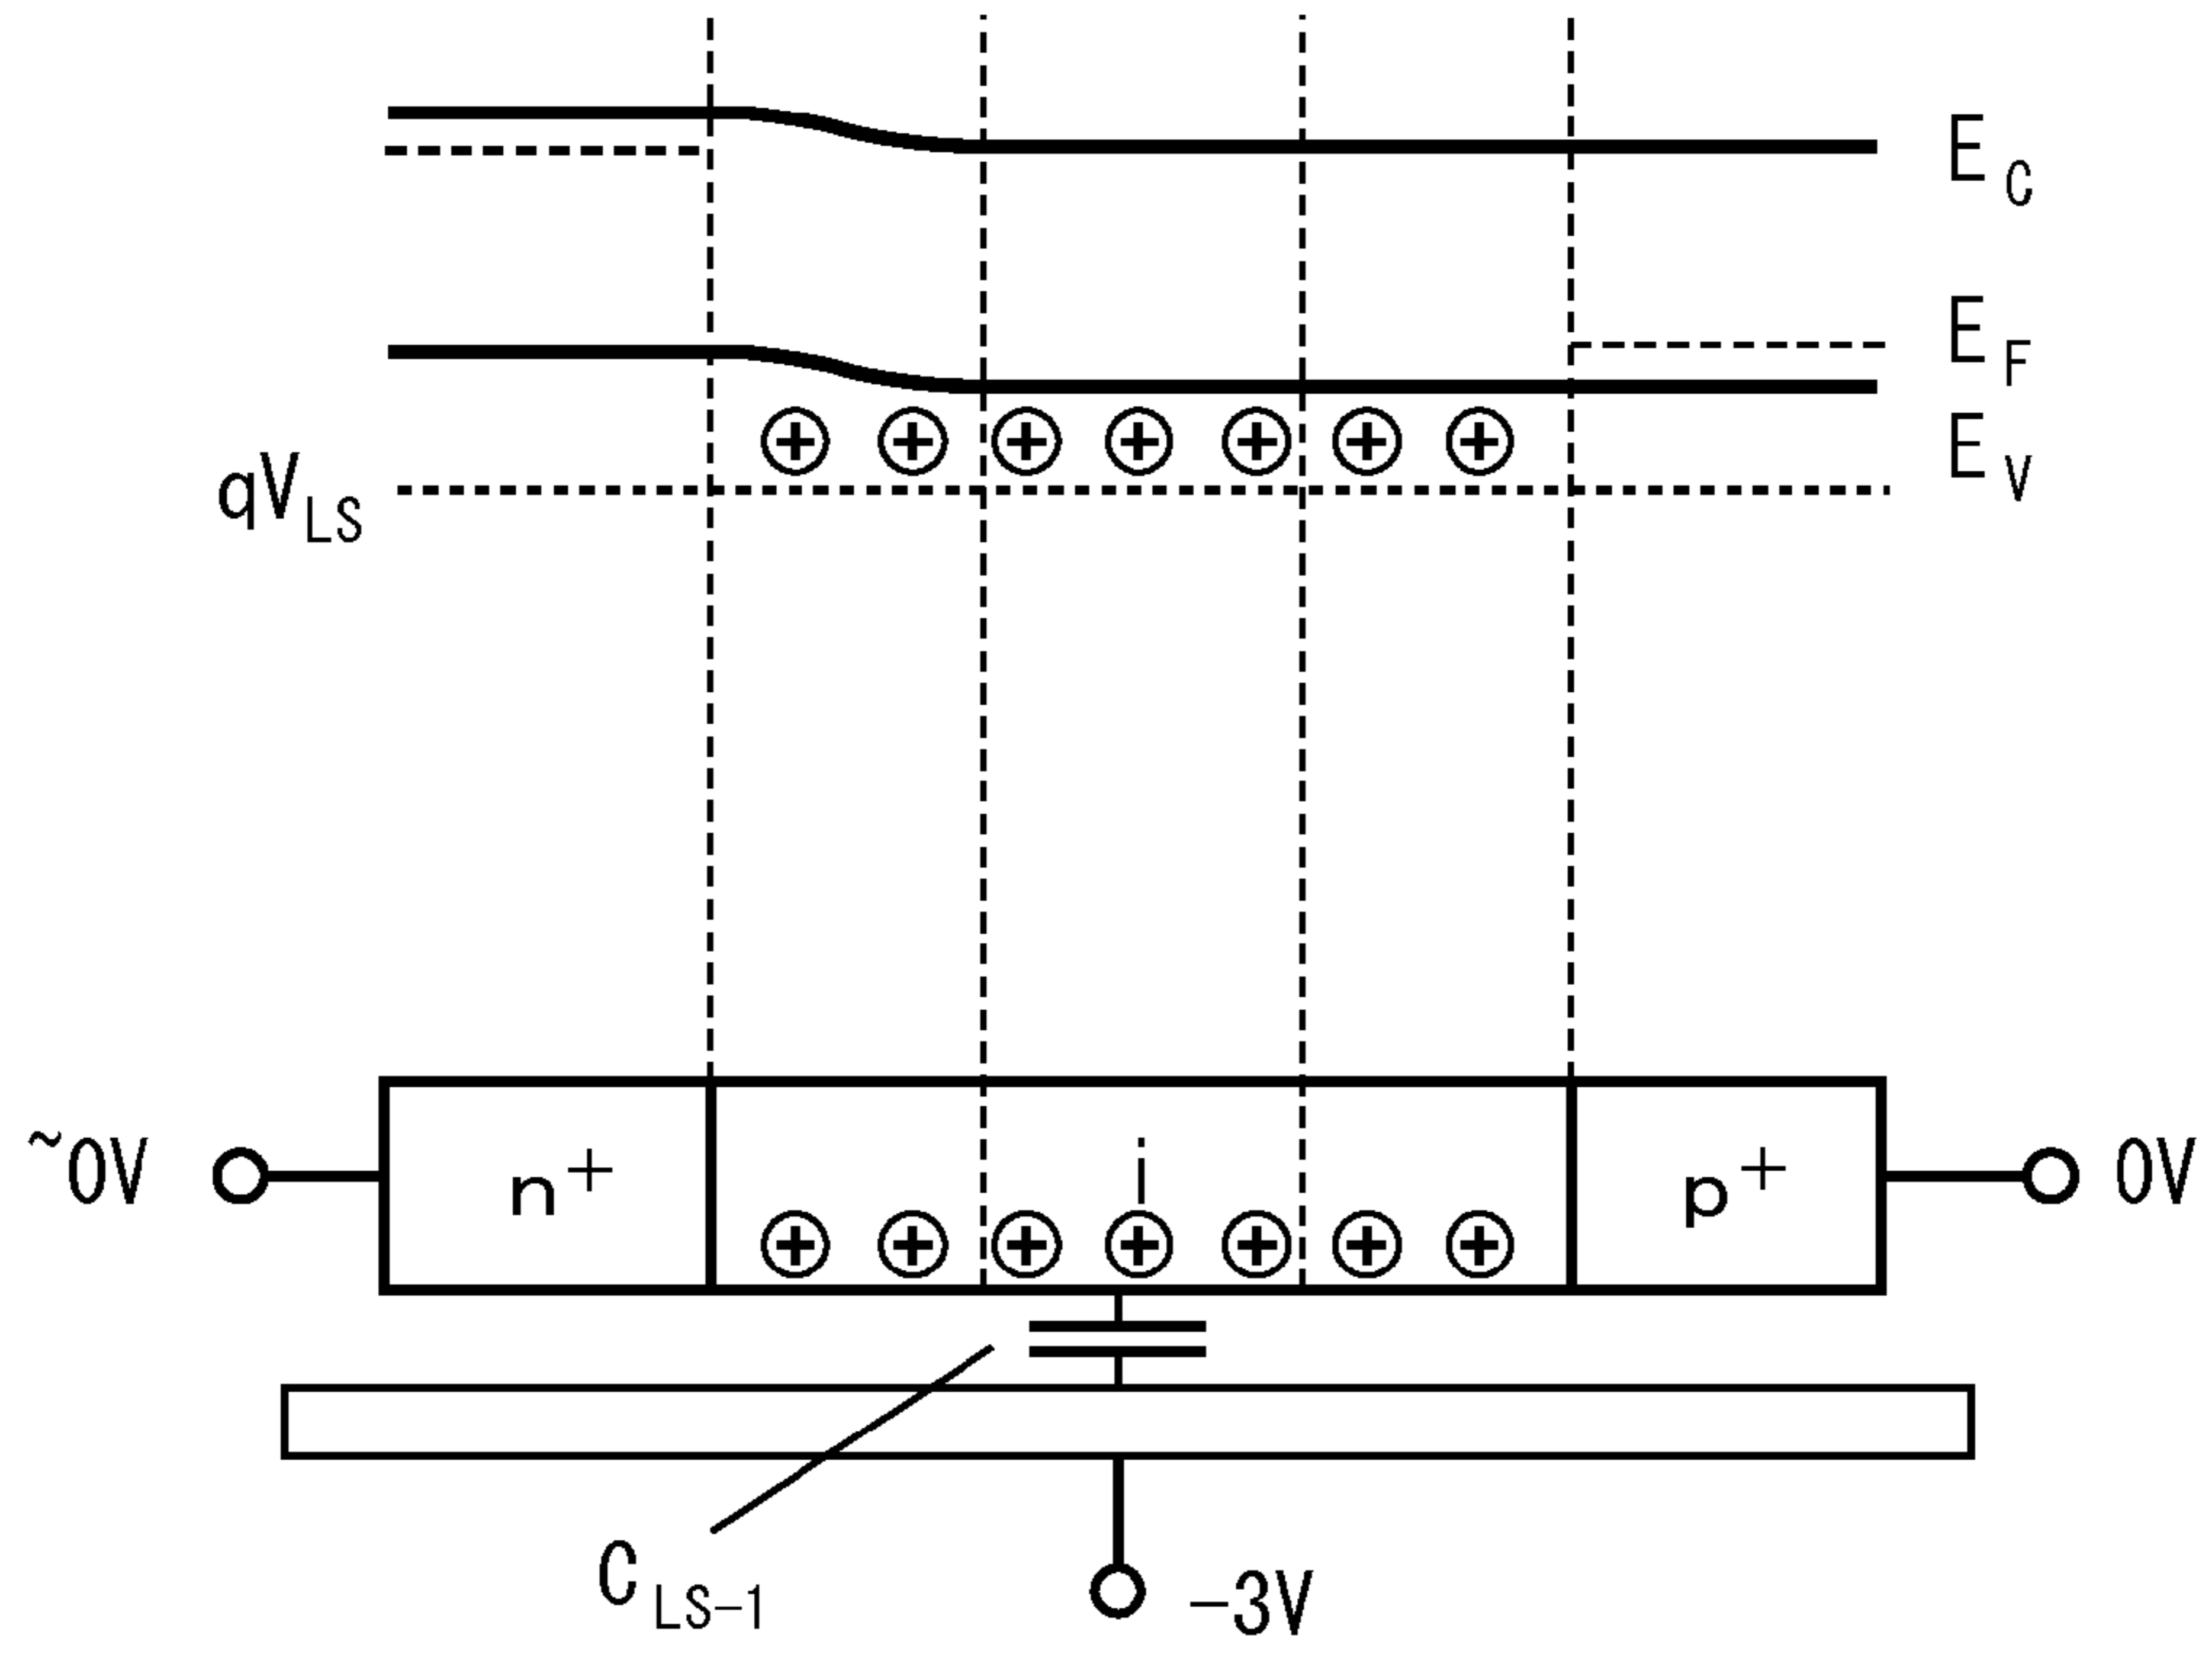 E_C
E_F
E_V
qV_LS
~0V
n+
i
p+
0V
C_LS-1
-3V